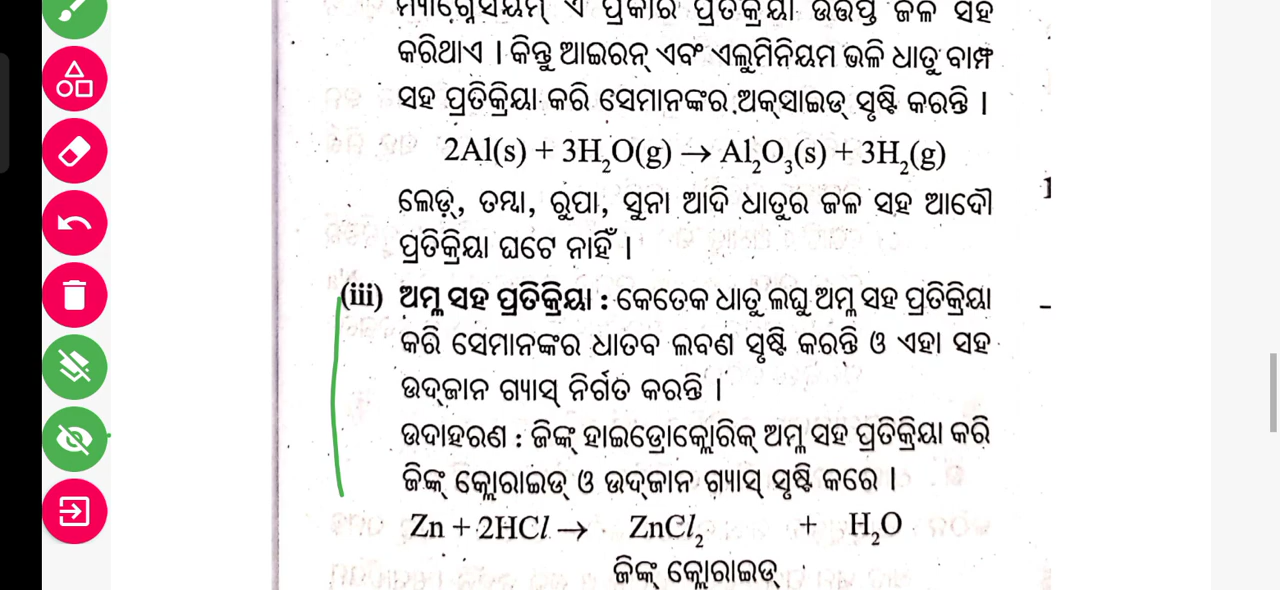 ମ୍ୟାଗ୍ନେସିୟମ୍ ଏ ପ୍ରକାର ପ୍ରତିକ୍ରିୟା ଉତ୍ତପ୍ତ ଜଳ ସହ
କରିଥାଏ । କିନ୍ତୁ ଆଇରନ୍ ଏବଂ ଏଲୁମିନିୟମ ଭଳି ଧାତୁ ବାମ୍ଫ
ସହ ପ୍ରତିକ୍ରିୟା କରି ସେମାନଙ୍କର ଅକ୍ସାଇଡ୍ ସୃଷ୍ଟି କରନ୍ତି ।
2Al(s) + 3H₂O(g) → Al₂O₃(s) + 3H₂(g)
ଲେଡ୍, ତମ୍ବା, ରୁପା, ସୁନା ଆଦି ଧାତୁର ଜଳ ସହ ଆଦୌ
ପ୍ରତିକ୍ରିୟା ଘଟେ ନାହିଁ ।
(iii) ଅମ୍ଳ ସହ ପ୍ରତିକ୍ରିୟା : କେତେକ ଧାତୁ ଲଘୁ ଅମ୍ଳ ସହ ପ୍ରତିକ୍ରିୟା
କରି ସେମାନଙ୍କର ଧାତବ ଲବଣ ସୃଷ୍ଟି କରନ୍ତି ଓ ଏହା ସହ
ଉଦ୍‌ଜାନ ଗ୍ୟାସ୍ ନିର୍ଗତ କରନ୍ତି ।
ଉଦାହରଣ : ଜିଙ୍କ୍ ହାଇଡ୍ରୋକ୍ଲୋରିକ୍ ଅମ୍ଳ ସହ ପ୍ରତିକ୍ରିୟା କରି
ଜିଙ୍କ୍ କ୍ଲୋରାଇଡ୍ ଓ ଉଦ୍‌ଜାନ ଗ୍ୟାସ୍ ସୃଷ୍ଟି କରେ ।
Zn + 2HCl → ZnCl₂ + H₂O
ଜିଙ୍କ୍ କ୍ଲୋରାଇଡ୍